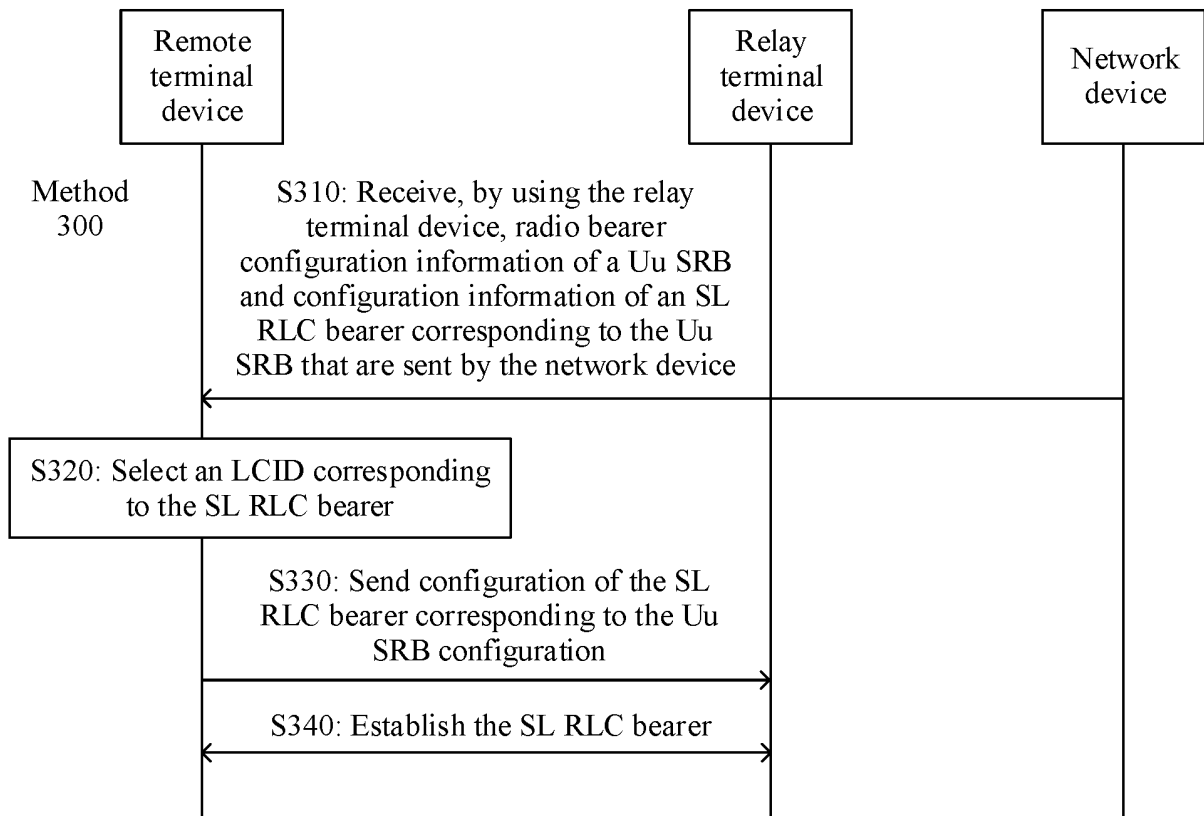 Remote
terminal
device
Relay
terminal
device
Network
device
Method
300
S310: Receive, by using the relay
terminal device, radio bearer
configuration information of a Uu SRB
and configuration information of an SL
RLC bearer corresponding to the Uu
SRB that are sent by the network device
S320: Select an LCID corresponding
to the SL RLC bearer
S330: Send configuration of the SL
RLC bearer corresponding to the Uu
SRB configuration
S340: Establish the SL RLC bearer